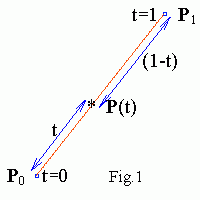 t=1 P1
(1-t)
* P(t)
t
P0 t=0
Fig.1